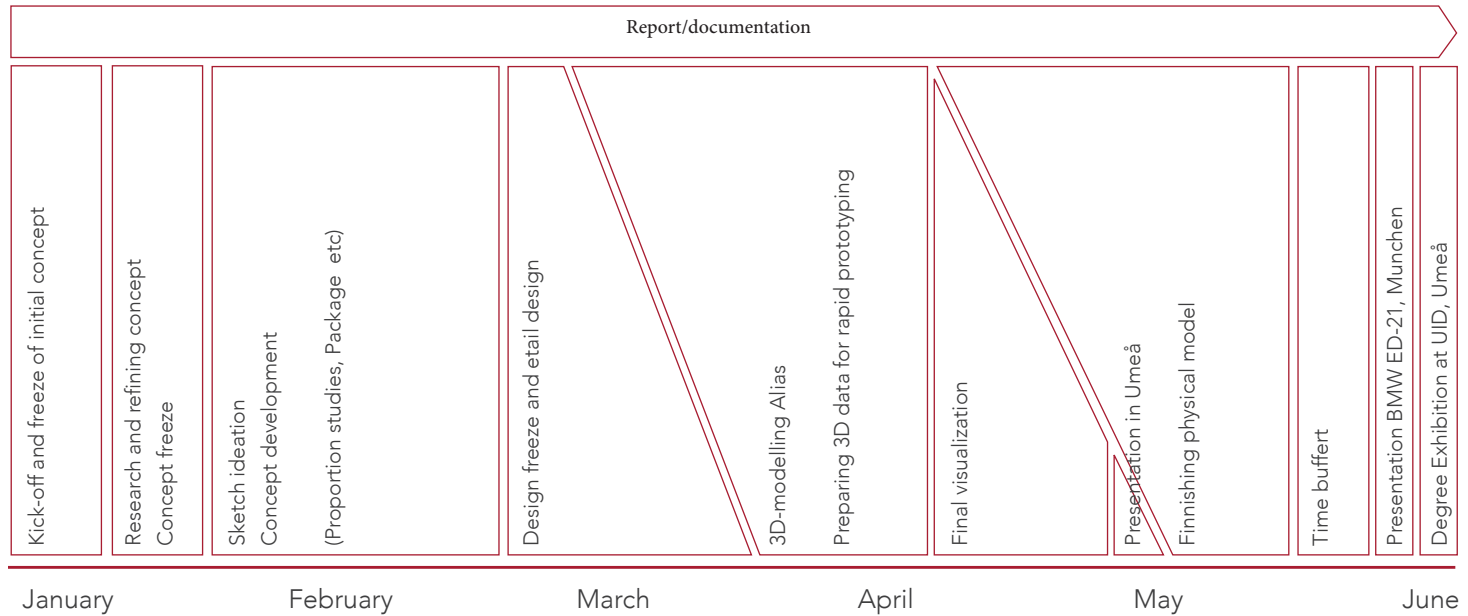 Report/documentation
Kick-off and freeze of initial concept
Research and refining concept
Concept freeze
Sketch ideation
Concept development
(Proportion studies, Package  etc)
Design freeze and etail design
3D-modelling Alias
Preparing 3D data for rapid prototyping
Final visualization
Presentation in Umeå
Finnishing physical model
Time buffert
Presentation BMW ED-21, Munchen
Degree Exhibition at UID, Umeå
January
February
March
April
May
June